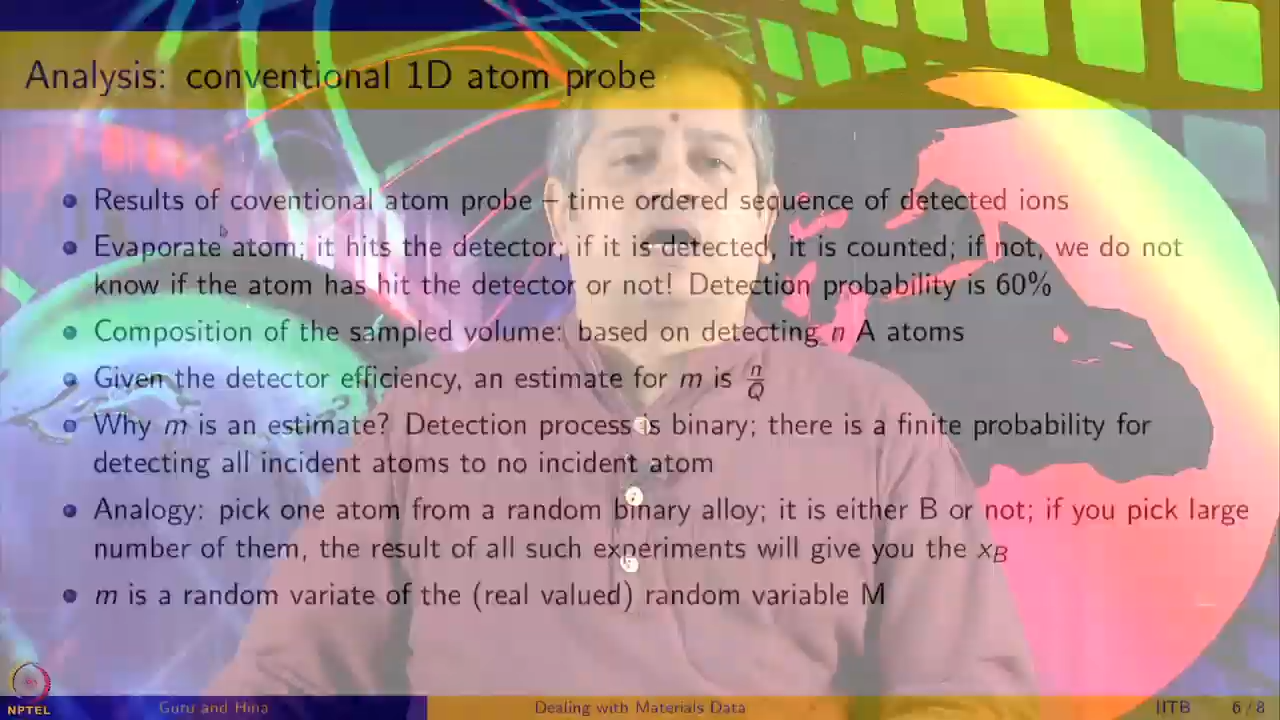 Analysis: conventional 1D atom probe
Results of coventional atom probe – time ordered sequence of detected ions
Evaporate atom; it hits the detector; if it is detected, it is counted; if not, we do not
know if the atom has hit the detector or not! Detection probability is 60%
Composition of the sampled volume: based on detecting n A atoms
Given the detector efficiency, an estimate for m is n/Q
Why m is an estimate? Detection process is binary; there is a finite probability for
detecting all incident atoms to no incident atom
Analogy: pick one atom from a random binary alloy; it is either B or not; if you pick large
number of them, the result of all such experiments will give you the x_B
m is a random variate of the (real valued) random variable M
NPTEL
Guru and Hina
Dealing with Materials Data
IITB
6 / 8